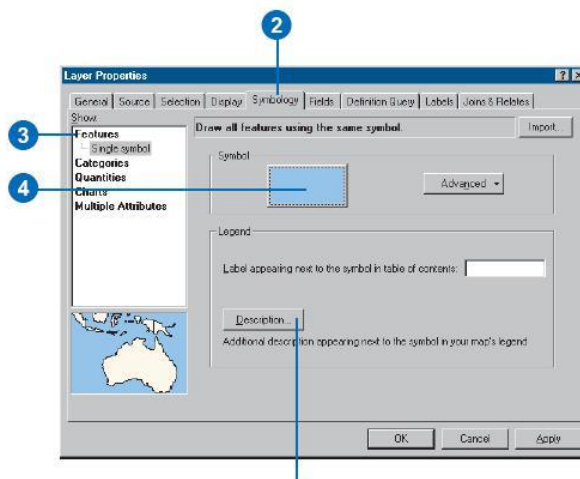 2
Layer Properties
General Source Selection Display Symbology Fields Definition Query Labels Joins & Relates
Show:
3
Features
Single symbol
Categories
Quantities
Charts
Multiple Attributes
Draw all features using the same symbol.
Import...
Symbol
4
Advanced
Legend
Label appearing next to the symbol in table of contents:
Description...
Additional description appearing next to the symbol in your map's legend
OK Cancel Apply